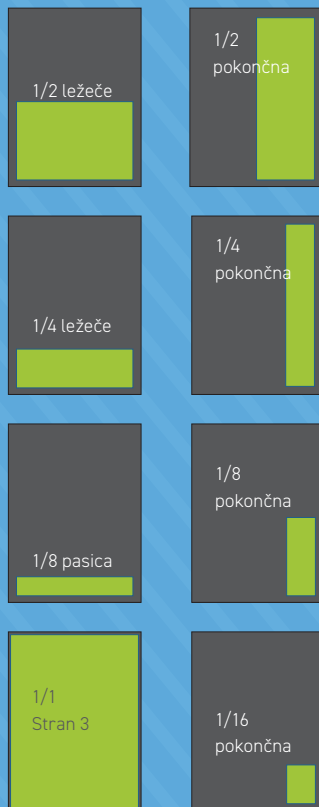 1/2 ležeče
1/2
pokončna
1/4 ležeče
1/4
pokončna
1/8 pasica
1/8
pokončna
1/1
Stran 3
1/16
pokončna